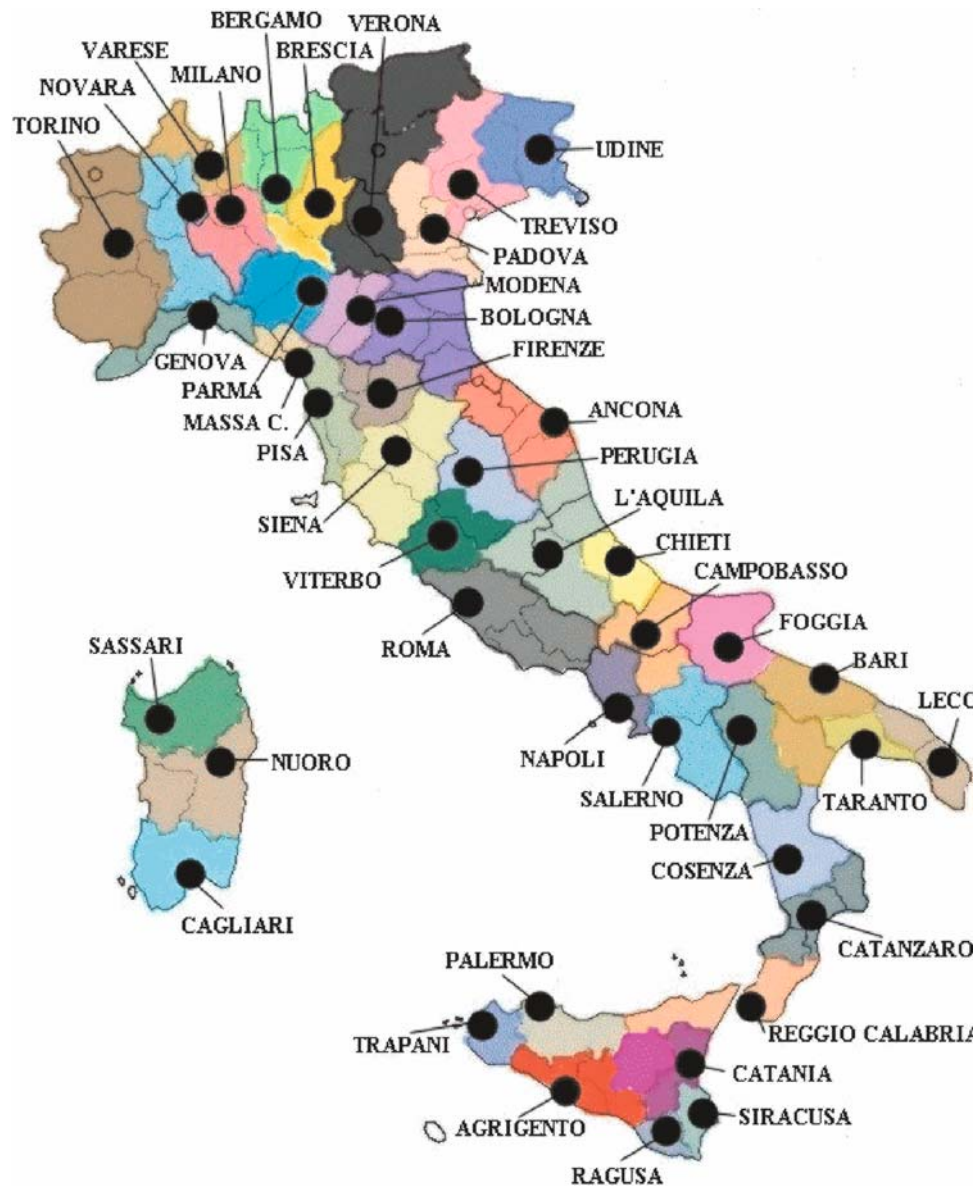 BERGAMO
VERONA
VARESE
BRESCIA
NOVARA
MILANO
TORINO
UDINE
TREVISO
PADOVA
MODENA
BOLOGNA
GENOVA
FIRENZE
PARMA
MASSA C.
ANCONA
PISA
PERUGIA
L'AQUILA
SIENA
CHIETI
VITERBO
CAMPOBASSO
SASSARI
ROMA
FOGGIA
BARI
LECC
NUORO
NAPOLI
SALERNO
TARANTO
POTENZA
COSENZA
CAGLIARI
CATANZARO
PALERMO
REGGIO CALABRIA
TRAPANI
CATANIA
AGRIGENTO
SIRACUSA
RAGUSA